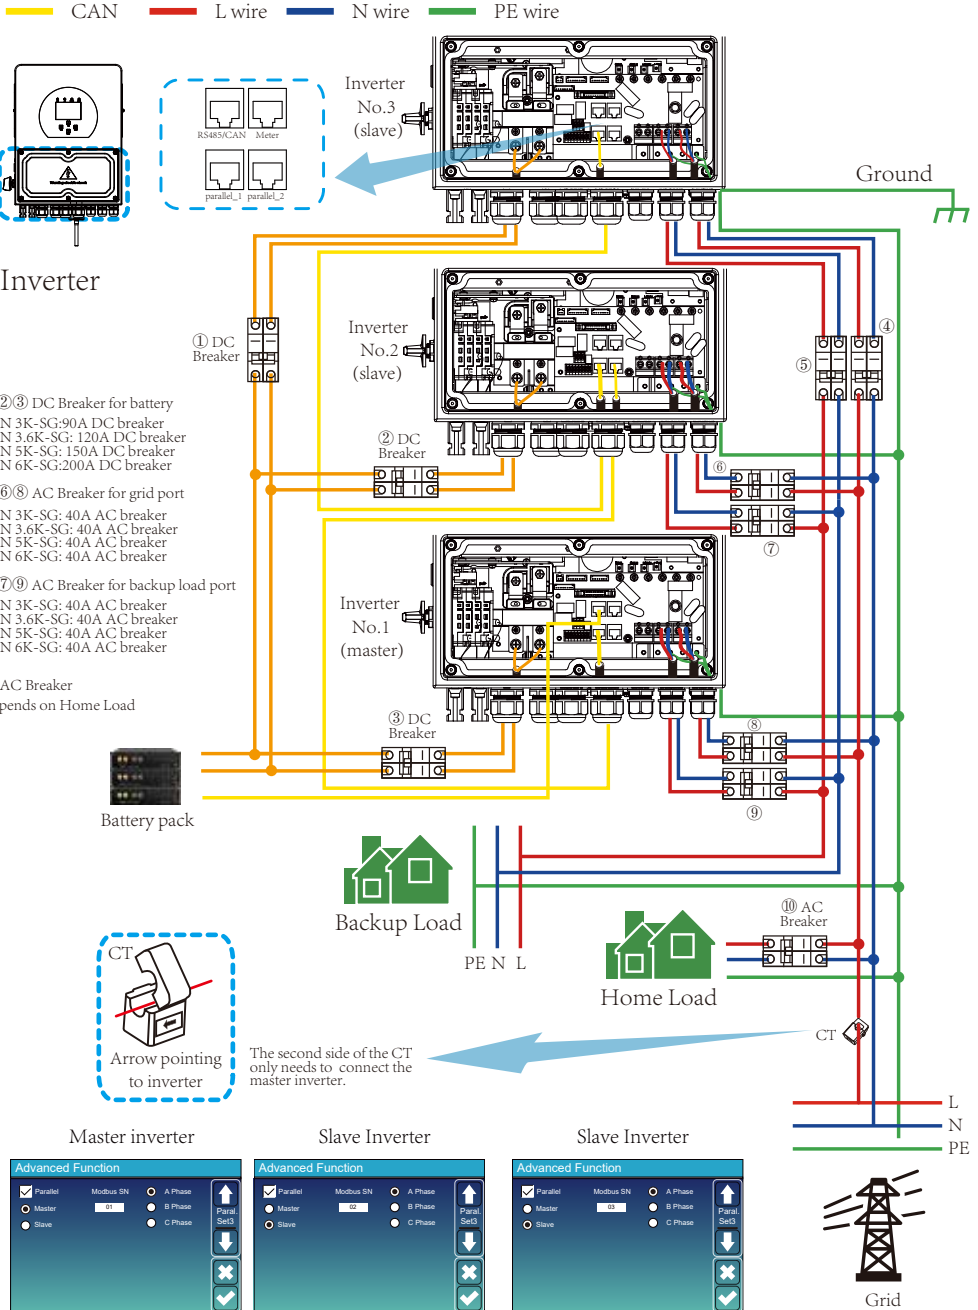 CAN L wire N wire PE wire
Inverter
No.3
(slave)
RS485/CAN Meter
parallel_1 parallel_2
Ground
Inverter
① DC
Breaker
Inverter
No.2
(slave)
④
⑤
②③ DC Breaker for battery
N 3K-SG:90A DC breaker
N 3.6K-SG: 120A DC breaker
N 5K-SG: 150A DC breaker
N 6K-SG:200A DC breaker
② DC
Breaker
⑥
⑦
⑥⑧ AC Breaker for grid port
N 3K-SG: 40A AC breaker
N 3.6K-SG: 40A AC breaker
N 5K-SG: 40A AC breaker
N 6K-SG: 40A AC breaker
⑦⑨ AC Breaker for backup load port
N 3K-SG: 40A AC breaker
N 3.6K-SG: 40A AC breaker
N 5K-SG: 40A AC breaker
N 6K-SG: 40A AC breaker
Inverter
No.1
(master)
AC Breaker
pends on Home Load
③ DC
Breaker
⑧
⑨
Battery pack
Backup Load
PE N L
⑩ AC
Breaker
Home Load
CT
Arrow pointing
to inverter
The second side of the CT
only needs to connect the
master inverter.
CT
L
N
PE
Master inverter
Advanced Function
Parallel Modbus SN A Phase
Master 01 B Phase
Slave C Phase
Paral.
Set3
Slave Inverter
Advanced Function
Parallel Modbus SN A Phase
Master 02 B Phase
Slave C Phase
Paral.
Set3
Slave Inverter
Advanced Function
Parallel Modbus SN A Phase
Master 03 B Phase
Slave C Phase
Paral.
Set3
Grid